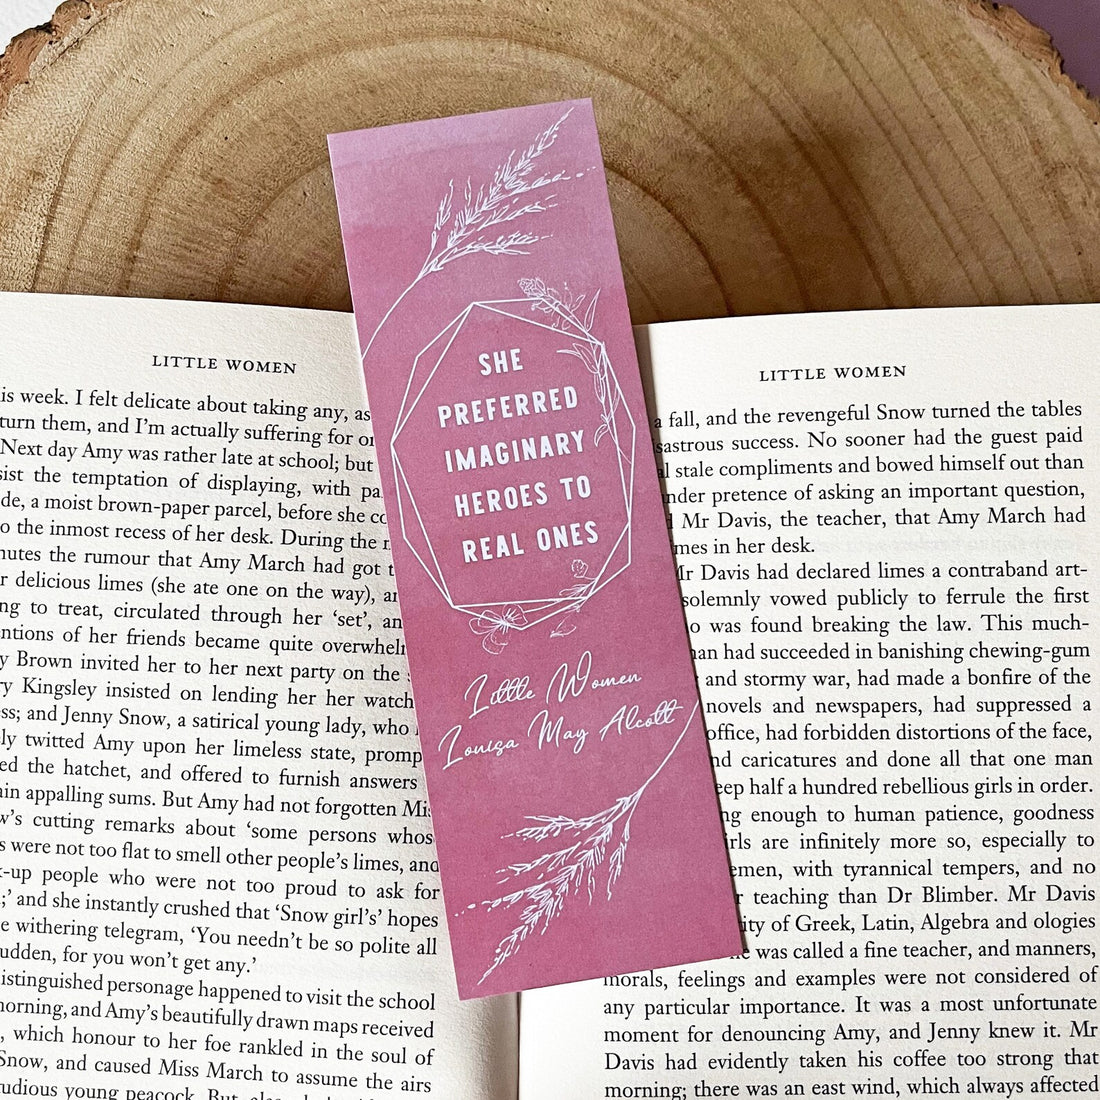 LITTLE WOMEN
is week. I felt delicate about taking any, as
turn them, and I'm actually suffering for
Next day Amy was rather late at school; but
the temptation of displaying, with
a moist brown-paper parcel, before she
the inmost recess of her desk. During the
the rumour that Amy March had got
delicious limes (she ate one on the way),
to treat, circulated through her 'set',
of her friends became quite
Brown invited her to her next party on the
Kingsley insisted on lending her her watch
and Jenny Snow, a satirical young lady, who
twitted Amy upon her limeless state,
the hatchet, and offered to furnish answers
appalling sums. But Amy had not forgotten
cutting remarks about 'some persons
were not too flat to smell other people's limes, and
-up people who were not too proud to ask for
;' and she instantly crushed that 'Snow girl's' hopes
withering telegram, 'You needn't be so polite all
for you won't get any.'
personage happened to visit the school
and Amy's beautifully drawn maps received
, which honour to her foe rankled in the soul of
Snow, and caused Miss March to assume the airs
young peacock. But,
SHE
PREFERRED
IMAGINARY
HEROES TO
REAL ONES
Little Women
Louisa May Alcott
LITTLE WOMEN
a fall, and the revengeful Snow turned the tables
success. No sooner had the guest paid
stale compliments and bowed himself out than
pretence of asking an important question,
Mr Davis, the teacher, that Amy March had
in her desk.
Mr Davis had declared limes a contraband art-
solemnly vowed publicly to ferrule the first
was found breaking the law. This much-
had succeeded in banishing chewing-gum
and stormy war, had made a bonfire of the
novels and newspapers, had suppressed a
office, had forbidden distortions of the face,
caricatures and done all that one man
half a hundred rebellious girls in order.
enough to human patience, goodness
are infinitely more so, especially to
with tyrannical tempers, and no
teaching than Dr Blimber. Mr Davis
of Greek, Latin, Algebra and ologies
was called a fine teacher, and manners,
morals, feelings and examples were not considered of
any particular importance. It was a most unfortunate
moment for denouncing Amy, and Jenny knew it. Mr
Davis had evidently taken his coffee too strong that
morning; there was an east wind, which always affected